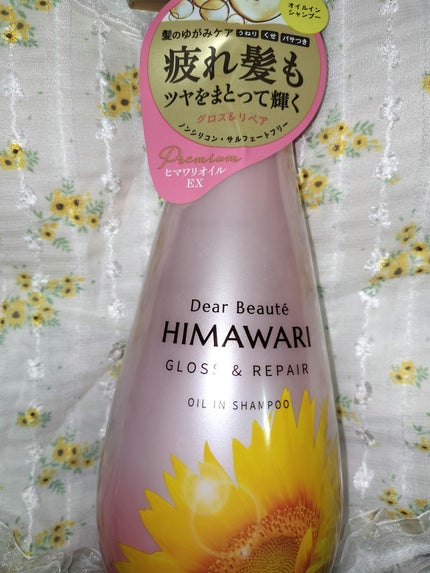 オイルイン
シャンプー
髪のゆがみケア うねり くせ パサつき
疲れ髪も
ツヤをまとって輝く
グロス&リペア
ノンシリコン・サルフェートフリー
Premium
ヒマワリオイル
EX
Dear Beauté
HIMAWARI
GLOSS & REPAIR
OIL IN SHAMPOO